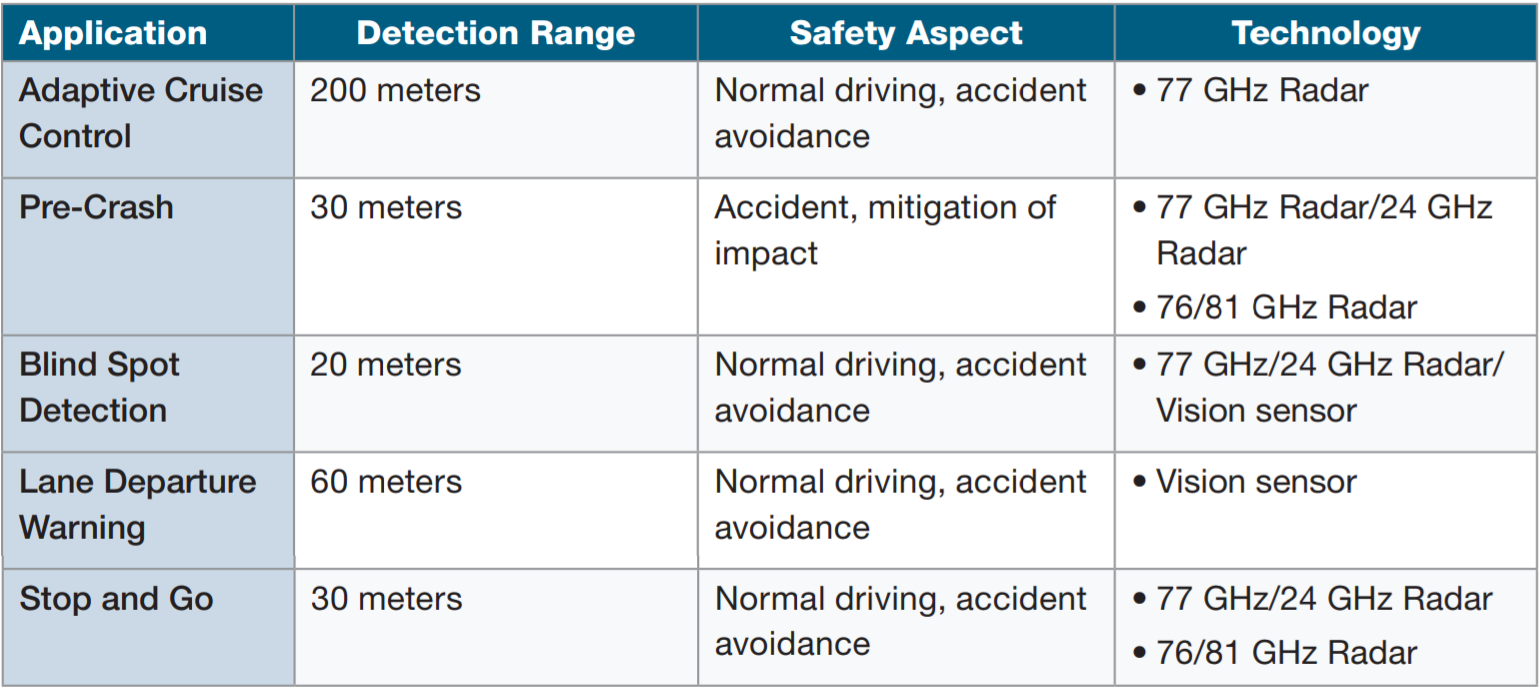 Application Detection Range Safety Aspect Technology
Adaptive Cruise 200 meters Normal driving, accident • 77 GHz Radar
Control avoidance
Pre-Crash 30 meters Accident, mitigation of • 77 GHz Radar/24 GHz
impact Radar
• 76/81 GHz Radar
Blind Spot 20 meters Normal driving, accident • 77 GHz/24 GHz Radar/
Detection avoidance Vision sensor
Lane Departure 60 meters Normal driving, accident • Vision sensor
Warning avoidance
Stop and Go 30 meters Normal driving, accident • 77 GHz/24 GHz Radar
avoidance • 76/81 GHz Radar